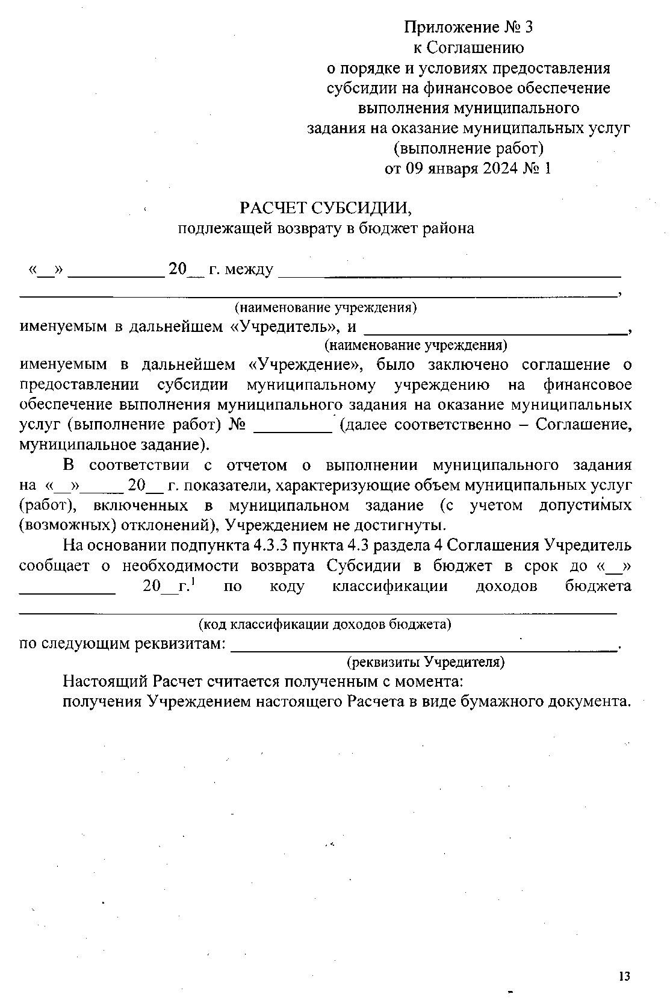 Приложение № 3
к Соглашению
о порядке и условиях предоставления
субсидии на финансовое обеспечение
выполнения муниципального
задания на оказание муниципальных услуг
(выполнение работ)
от 09 января 2024 № 1
РАСЧЕТ СУБСИДИИ,
подлежащей возврату в бюджет района
«__» ___________ 20__ г. между ________________________________________
______________________________________________________________________,
(наименование учреждения)
именуемым в дальнейшем «Учредитель», и ______________________________,
(наименование учреждения)
именуемым в дальнейшем «Учреждение», было заключено соглашение о
предоставлении субсидии муниципальному учреждению на финансовое
обеспечение выполнения муниципального задания на оказание муниципальных
услуг (выполнение работ) № _________ (далее соответственно – Соглашение,
муниципальное задание).
В соответствии с отчетом о выполнении муниципального задания
на «__»_____ 20__ г. показатели, характеризующие объем муниципальных услуг
(работ), включенных в муниципальном задание (с учетом допустимых
(возможных) отклонений), Учреждением не достигнуты.
На основании подпункта 4.3.3 пункта 4.3 раздела 4 Соглашения Учредитель
сообщает о необходимости возврата Субсидии в бюджет в срок до «__»
___________ 20__г.¹ по коду классификации доходов бюджета
______________________________________________________________________
(код классификации доходов бюджета)
по следующим реквизитам: _____________________________________________.
(реквизиты Учредителя)
Настоящий Расчет считается полученным с момента:
получения Учреждением настоящего Расчета в виде бумажного документа.
13